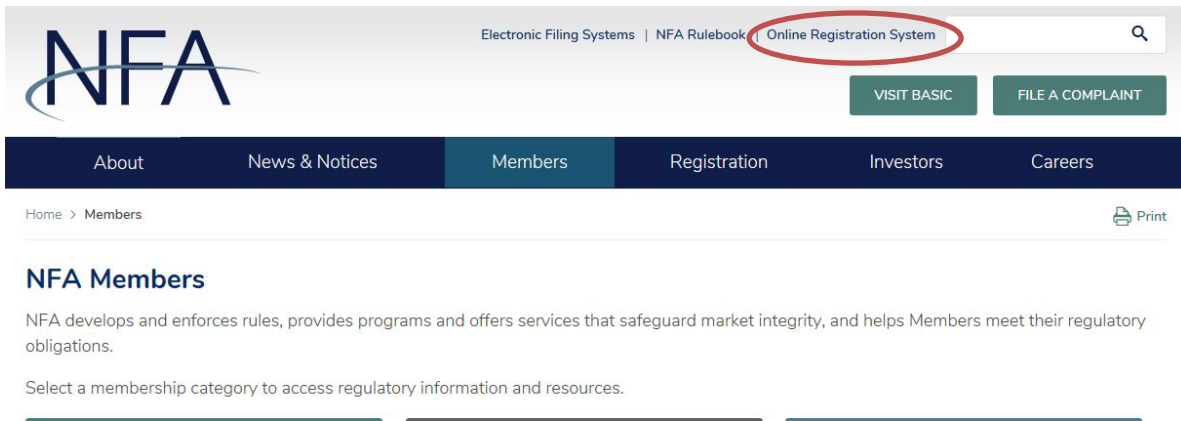 NFA
Electronic Filing Systems | NFA Rulebook | Online Registration System
VISIT BASIC FILE A COMPLAINT
About News & Notices Members Registration Investors Careers
Home > Members Print
NFA Members
NFA develops and enforces rules, provides programs and offers services that safeguard market integrity, and helps Members meet their regulatory
obligations.
Select a membership category to access regulatory information and resources.